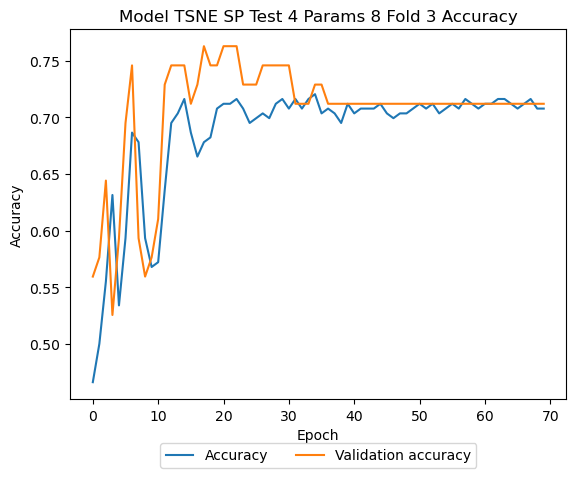 Model TSNE SP Test 4 Params 8 Fold 3 Accuracy
0.75
0.70
0.65
0.60
0.55
0.50
Accuracy
0 10 20 30 40 50 60 70
Epoch
Accuracy Validation accuracy